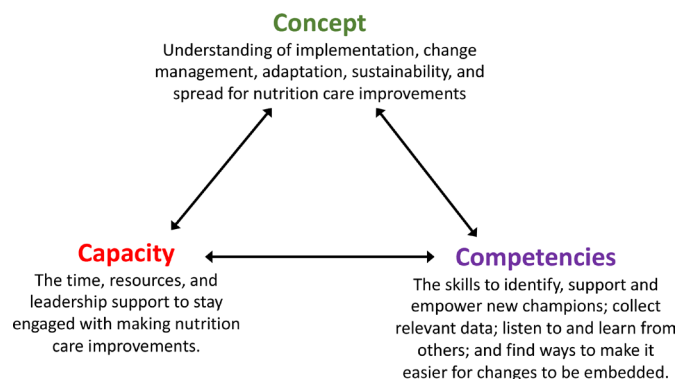 Concept
Understanding of implementation, change
management, adaptation, sustainability, and
spread for nutrition care improvements
Capacity
The time, resources, and
leadership support to stay
engaged with making nutrition
care improvements.
Competencies
The skills to identify, support and
empower new champions; collect
relevant data; listen to and learn from
others; and find ways to make it
easier for changes to be embedded.